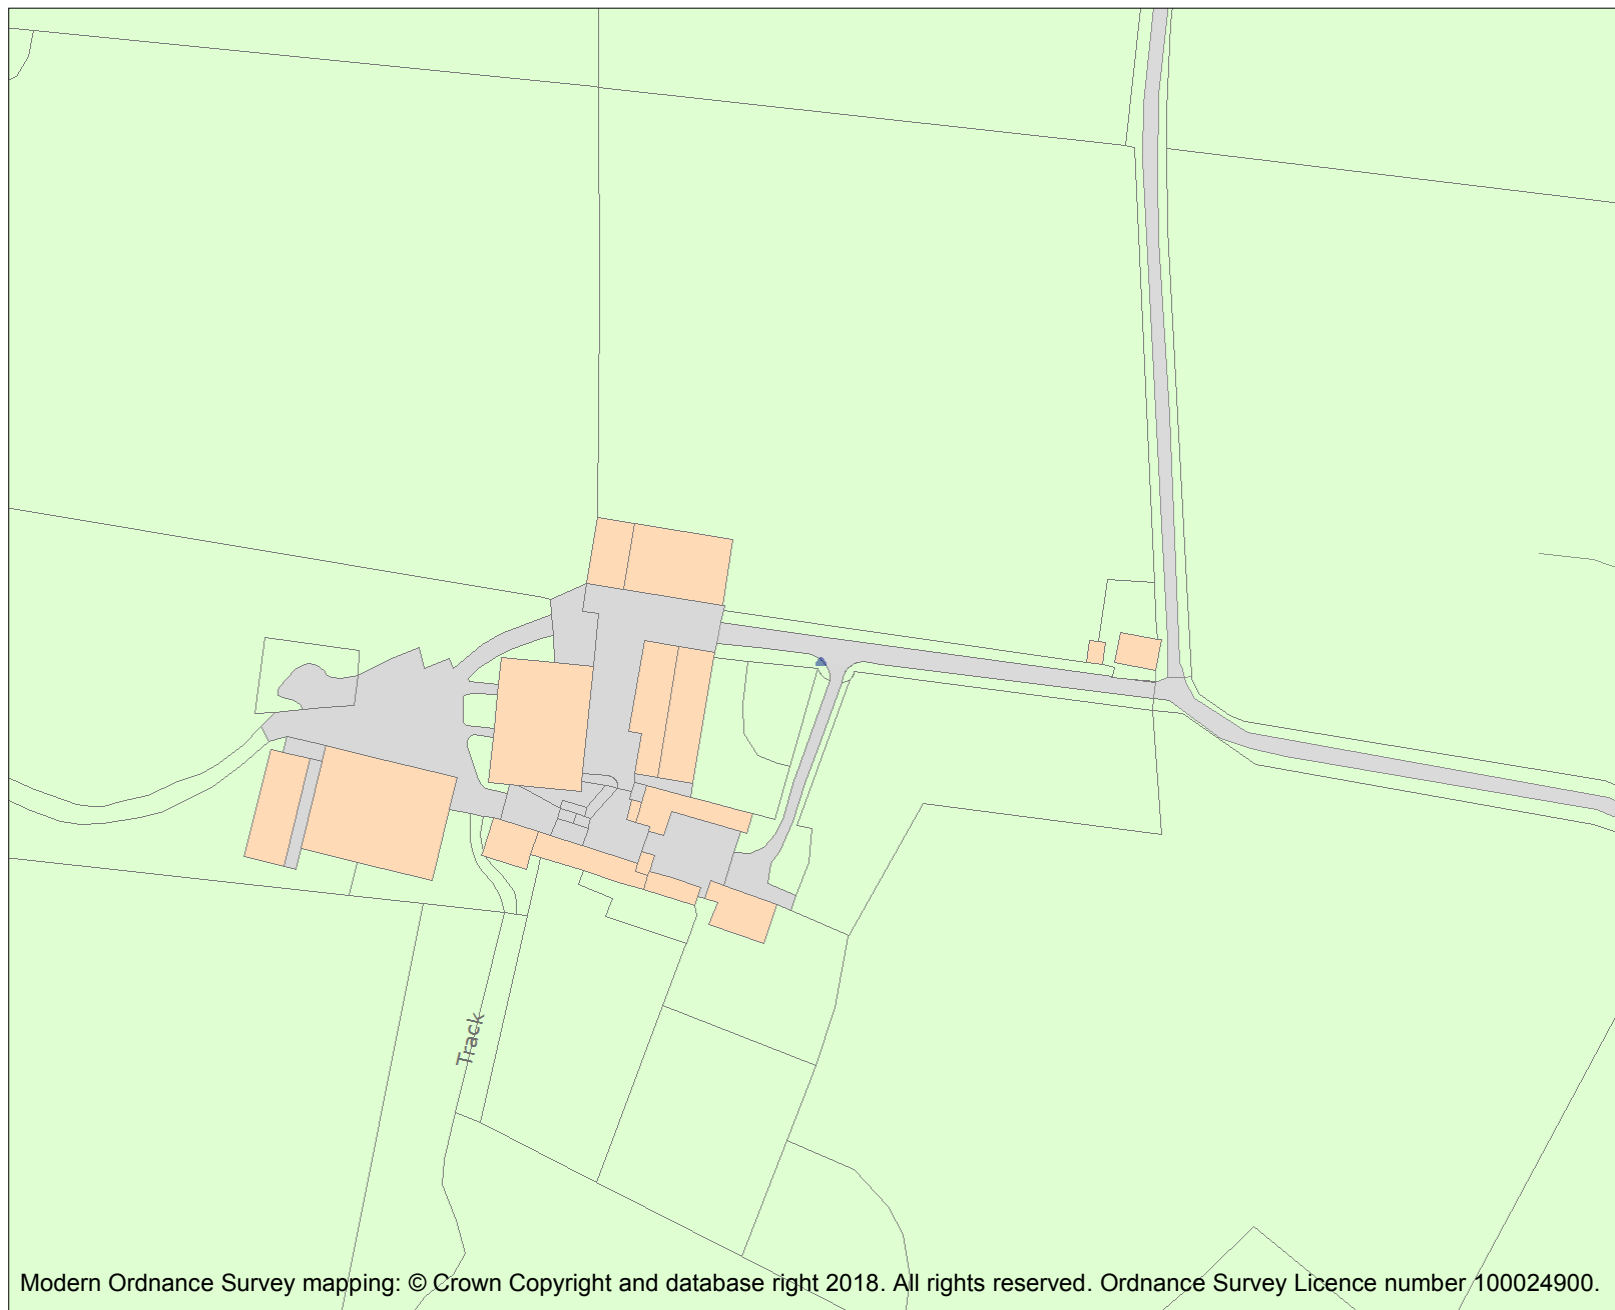 Track
Modern Ordnance Survey mapping: © Crown Copyright and database right 2018. All rights reserved. Ordnance Survey Licence number 100024900.